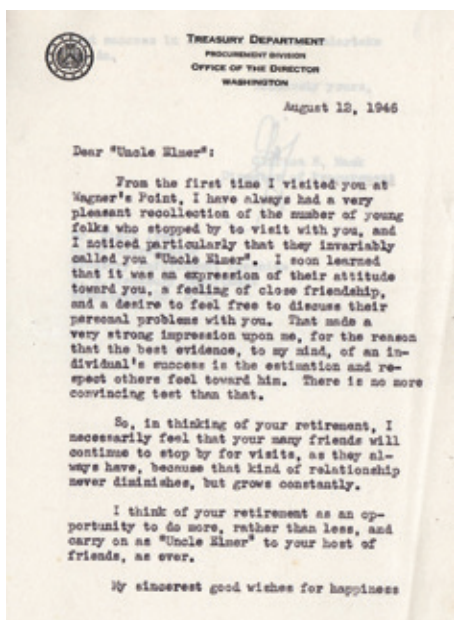 TREASURY DEPARTMENT
PROCUREMENT DIVISION
OFFICE OF THE DIRECTOR
WASHINGTON
August 12, 1946
Dear "Uncle Elmer":
From the first time I visited you at
Wagner's Point, I have always had a very
pleasant recollection of the number of young
folks who stopped by to visit with you, and
I noticed particularly that they invariably
called you "Uncle Elmer". I soon learned
that it was an expression of their attitude
toward you, a feeling of close friendship,
and a desire to feel free to discuss their
personal problems with you. That made a
very strong impression upon me, for the reason
that the best evidence, to my mind, of an in-
dividual's success is the estimation and re-
spect others feel toward him. There is no more
convincing test than that.
So, in thinking of your retirement, I
necessarily feel that your many friends will
continue to stop by for visits, as they al-
ways have, because that kind of relationship
never diminishes, but grows constantly.
I think of your retirement as an op-
portunity to do more, rather than less, and
carry on as "Uncle Elmer" to your host of
friends, as ever.
My sincerest good wishes for happiness